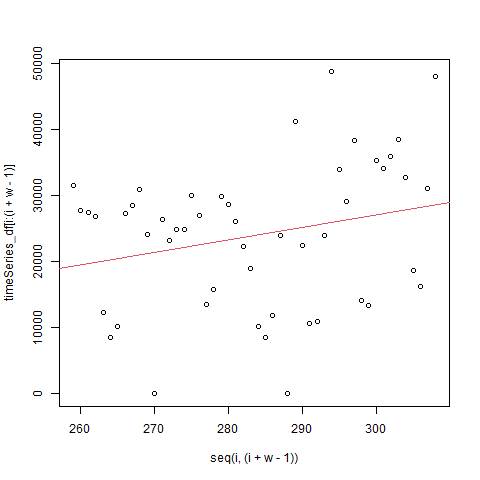 50000
40000
30000
20000
10000
0
timeSeries_df[i:(i + w - 1)]
260 270 280 290 300
seq(i, (i + w - 1))